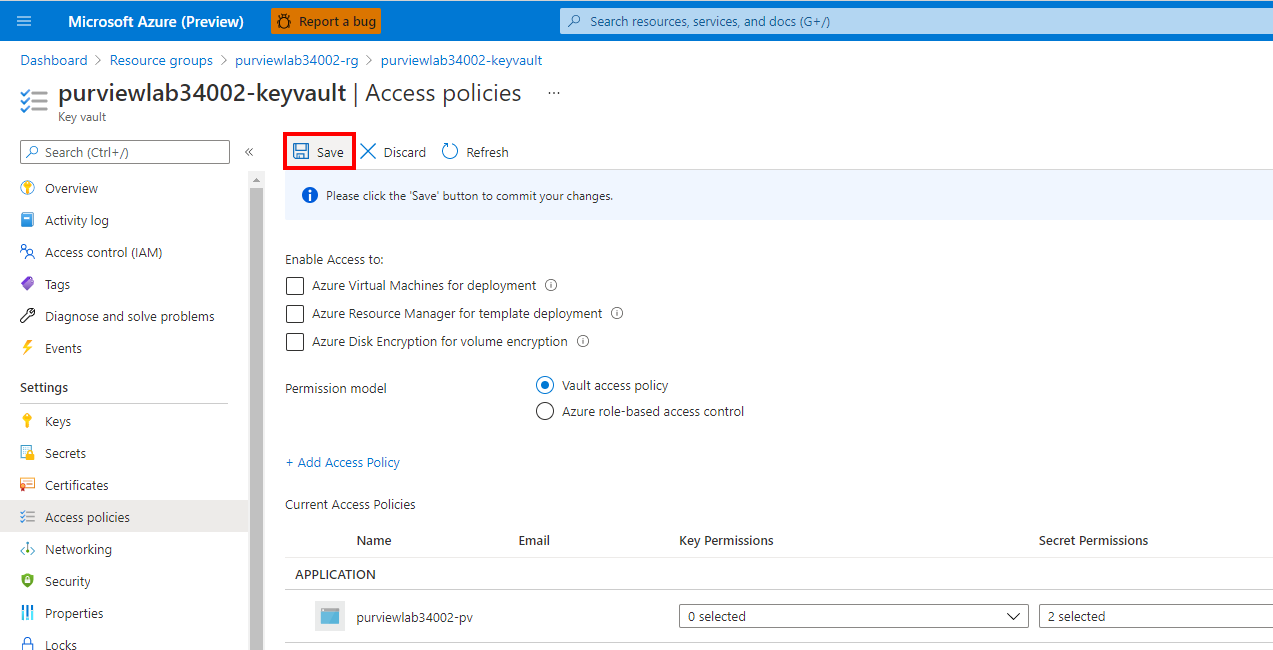 Microsoft Azure (Preview)
Report a bug
Search resources, services, and docs (G+/)
Dashboard > Resource groups > purviewlab34002-rg > purviewlab34002-keyvault
purviewlab34002-keyvault | Access policies ...
Key vault
Search (Ctrl+/)
«
Overview
Activity log
Access control (IAM)
Tags
Diagnose and solve problems
Events
Settings
Keys
Secrets
Certificates
Access policies
Networking
Security
Properties
Locks
Save
Discard
Refresh
Please click the 'Save' button to commit your changes.
Enable Access to:
Azure Virtual Machines for deployment
Azure Resource Manager for template deployment
Azure Disk Encryption for volume encryption
Permission model
Vault access policy
Azure role-based access control
+ Add Access Policy
Current Access Policies
Name Email Key Permissions Secret Permissions
APPLICATION
purviewlab34002-pv 0 selected 2 selected